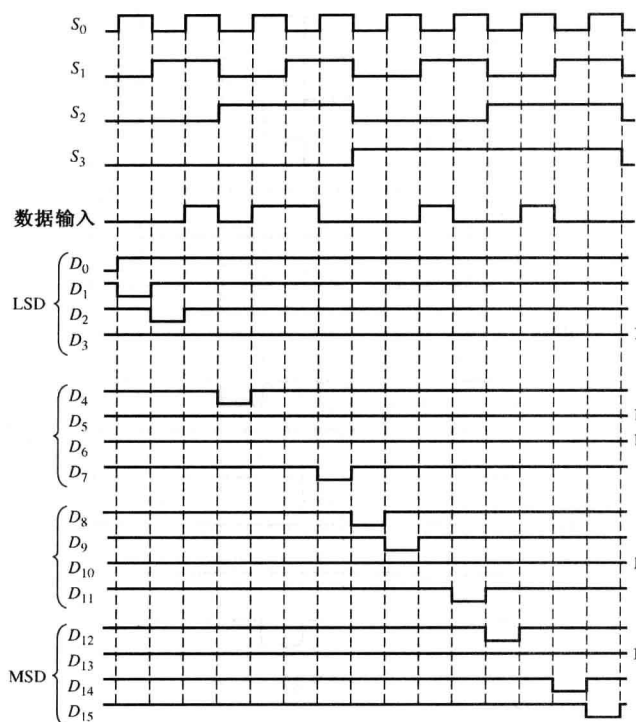 S₀
S₁
S₂
S₃
数据输入
LSD
D₀
D₁
D₂
D₃
D₄
D₅
D₆
D₇
D₈
D₉
D₁₀
D₁₁
MSD
D₁₂
D₁₃
D₁₄
D₁₅